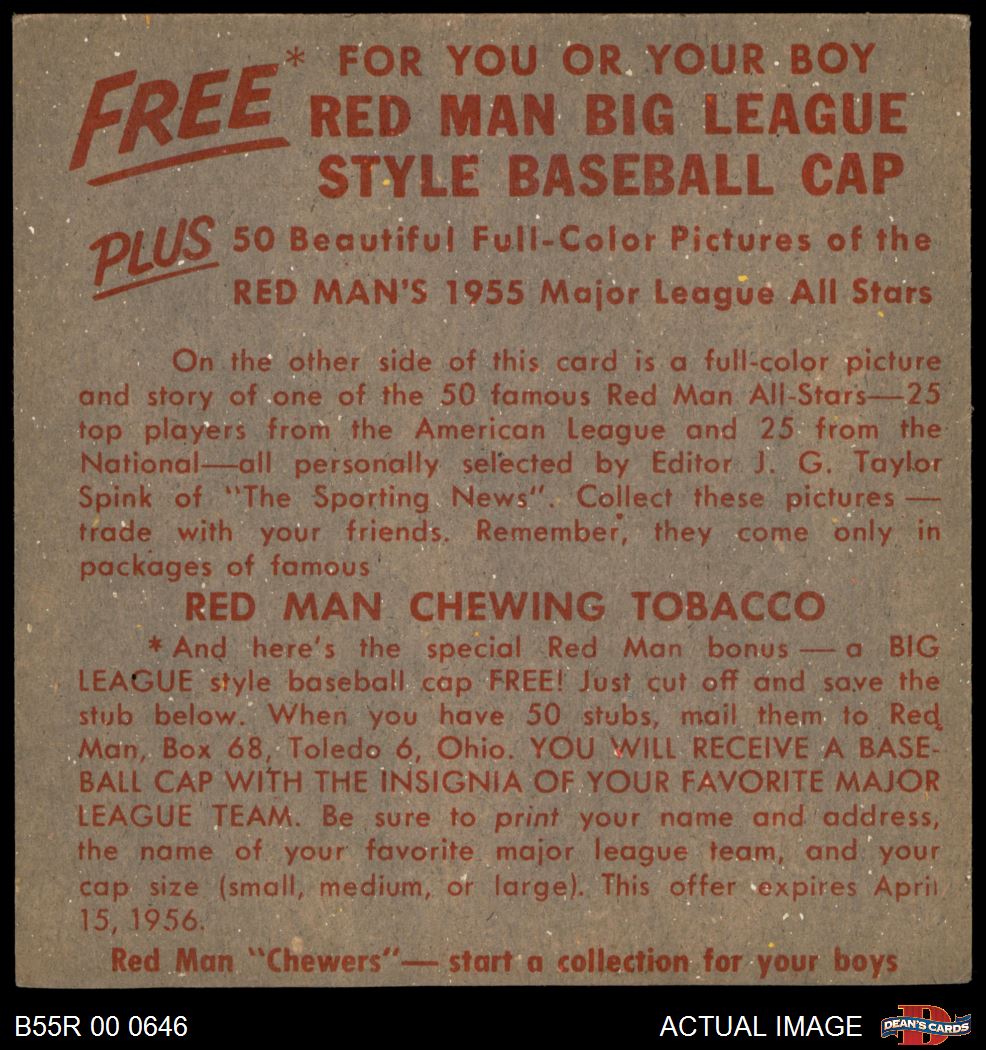 FREE* FOR YOU OR YOUR BOY
RED MAN BIG LEAGUE
STYLE BASEBALL CAP
PLUS 50 Beautiful Full-Color Pictures of the
RED MAN'S 1955 Major League All Stars
On the other side of this card is a full-color picture
and story of one of the 50 famous Red Man All-Stars—25
top players from the American League and 25 from the
National—all personally selected by Editor J. G. Taylor
Spink of "The Sporting News". Collect these pictures —
trade with your friends. Remember, they come only in
packages of famous
RED MAN CHEWING TOBACCO
* And here's the special Red Man bonus — a BIG
LEAGUE style baseball cap FREE! Just cut off and save the
stub below. When you have 50 stubs, mail them to Red
Man, Box 68, Toledo 6, Ohio. YOU WILL RECEIVE A BASE-
BALL CAP WITH THE INSIGNIA OF YOUR FAVORITE MAJOR
LEAGUE TEAM. Be sure to print your name and address,
the name of your favorite major league team, and your
cap size (small, medium, or large). This offer expires April
15, 1956.
Red Man "Chewers"— start a collection for your boys
B55R 00 0646
ACTUAL IMAGE
DEAN'S CARDS